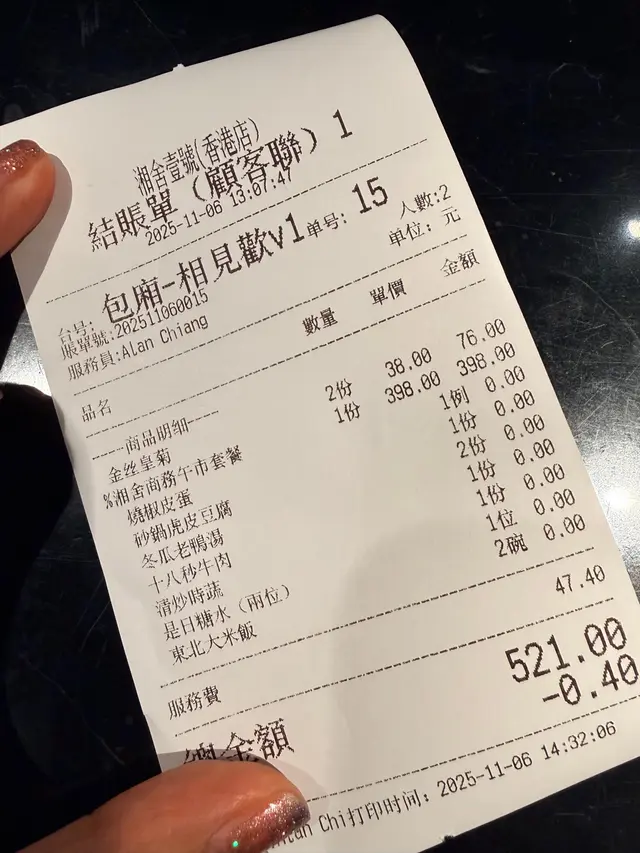 湘舍壹號(香港店)
結賬單（顧客聯）1
2025-11-06 13:07:47
台号: 包廂-相見歡v1 单号: 15 人數:2
賬單號:202511060015 单位: 元
服務員:Alan Chiang
品名 數量 單價 金額
-----商品明細-----
金丝皇菊 2份 38.00 76.00
%湘舍商務午市套餐 1份 398.00 398.00
燒椒皮蛋 1例 0.00
砂鍋虎皮豆腐 1份 0.00
冬瓜老鴨湯 2份 0.00
十八秒牛肉 1份 0.00
清炒時蔬 1份 0.00
是日糖水（兩位） 1位 0.00
東北大米飯 2碗 0.00
服務費 47.40
總金額 521.00
-0.40
Chi打印时间: 2025-11-06 14:32:06